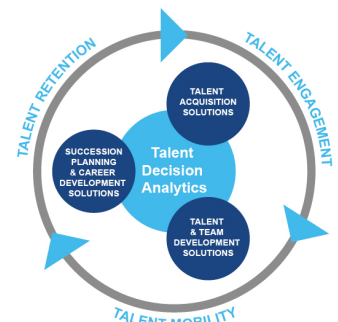 TALENT RETENTION
TALENT ENGAGEMENT
TALENT
ACQUISITION
SOLUTIONS
SUCCESSION
PLANNING
& CAREER
DEVELOPMENT
SOLUTIONS
Talent
Decision
Analytics
TALENT
& TEAM
DEVELOPMENT
SOLUTIONS
TALENT MOBILITY